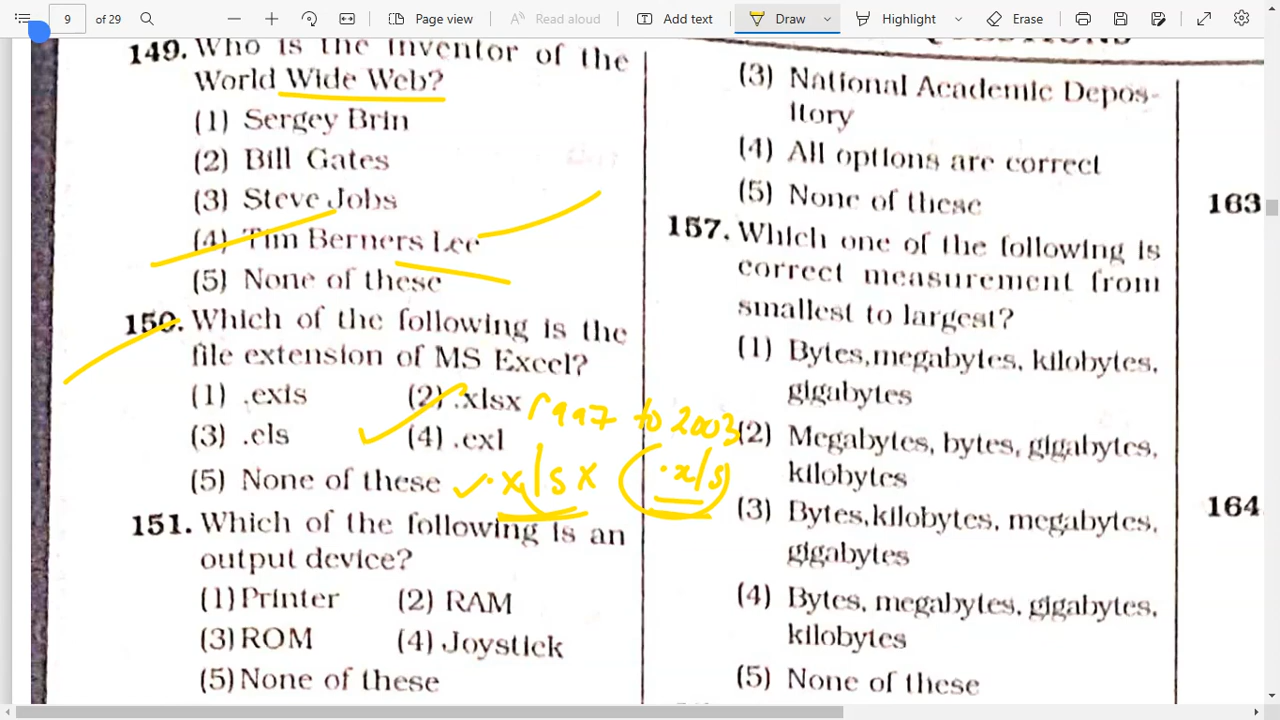 9 of 29
Page view
Read aloud
Add text
Draw
Highlight
Erase
149. Who is the inventor of the
World Wide Web?
(1) Sergey Brin
(2) Bill Gates
(3) Steve Jobs
(4) Tim Berners Lee
(5) None of these
150. Which of the following is the
file extension of MS Excel?
(1) .exis
(2) .xlsx
(3) .els
(4) .exl
(5) None of these
1997 to 2003
.xlsx
.xls
151. Which of the following is an
output device?
(1) Printer
(2) RAM
(3) ROM
(4) Joystick
(5) None of these
QUESTIONS
(3) National Academic Depos-
itory
(4) All options are correct
(5) None of these
157. Which one of the following is
correct measurement from
smallest to largest?
(1) Bytes,megabytes, kilobytes,
gigabytes
(2) Megabytes, bytes, gigabytes,
kilobytes
(3) Bytes,kilobytes, megabytes,
gigabytes
(4) Bytes, megabytes, gigabytes,
kilobytes
(5) None of these
163
164